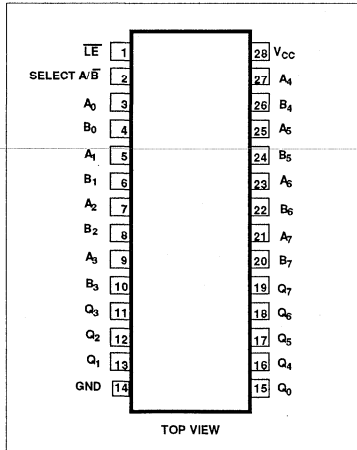 L̅E̅ 1 28 VCC
SELECT A/B̅ 2 27 A4
A0 3 26 B4
B0 4 25 A5
A1 5 24 B5
B1 6 23 A6
A2 7 22 B6
B2 8 21 A7
A3 9 20 B7
B3 10 19 Q7
Q3 11 18 Q6
Q2 12 17 Q5
Q1 13 16 Q4
GND 14 15 Q0
TOP VIEW